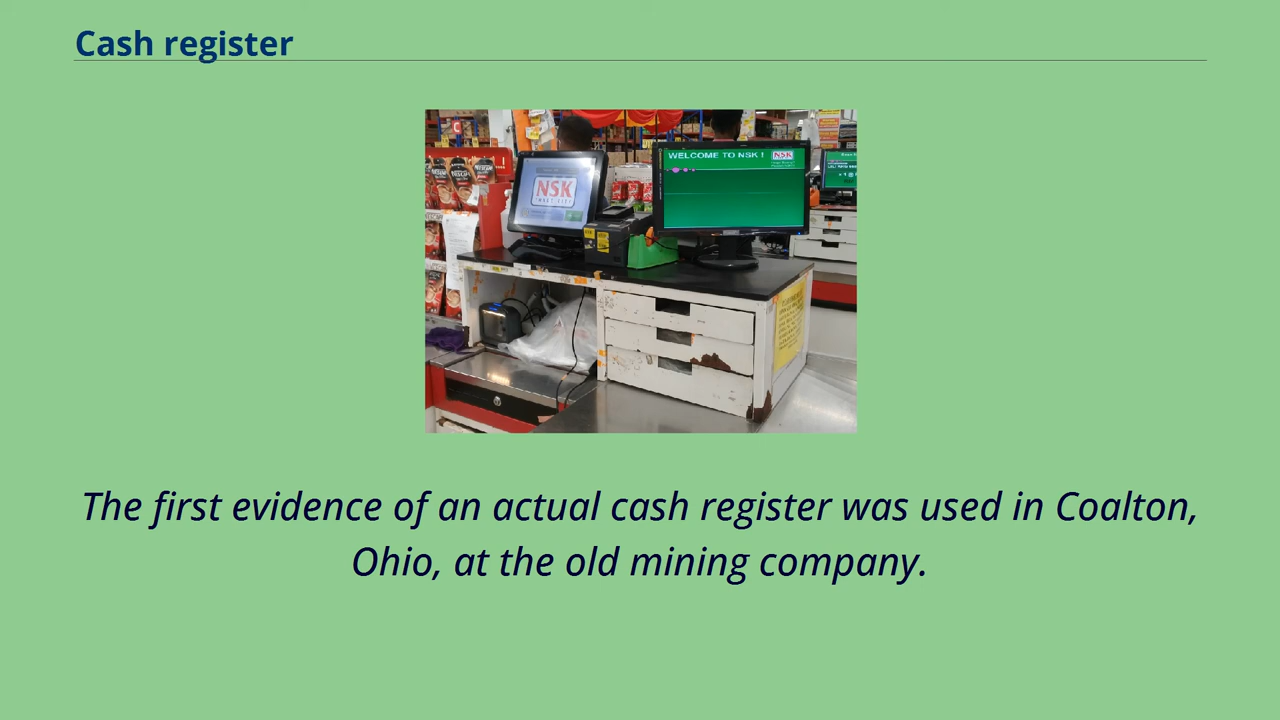 Cash register
C
WELCOME TO NSK !
NSK
NSK
The first evidence of an actual cash register was used in Coalton,
Ohio, at the old mining company.